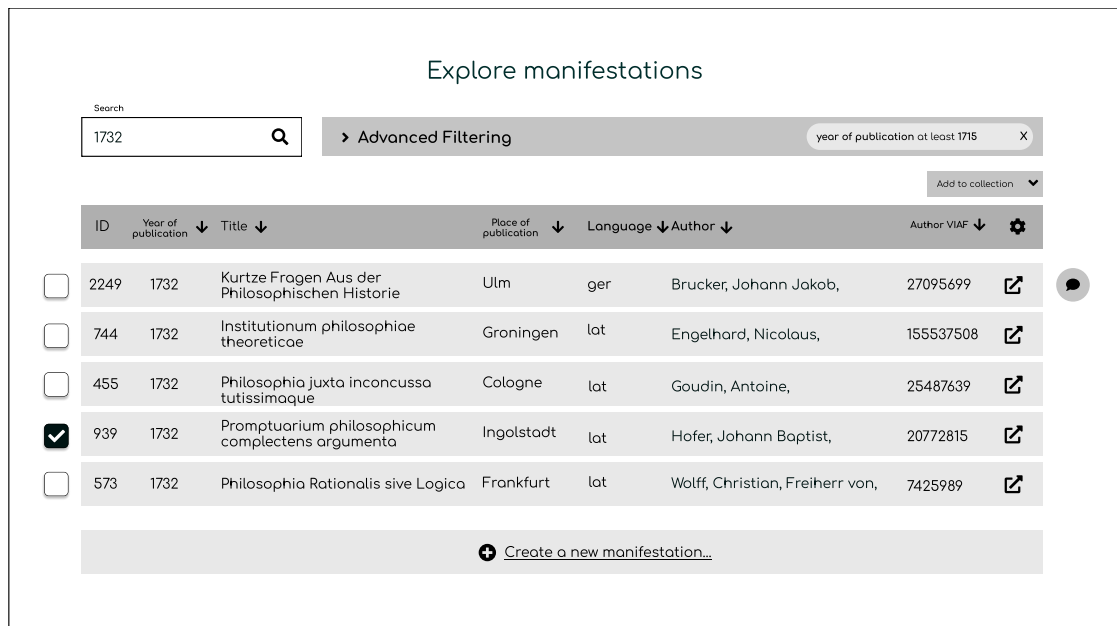 Explore manifestations
Search
1732
Advanced Filtering
year of publication at least 1715 X
Add to collection
ID Year of publication Title Place of publication Language Author Author VIAF
2249 1732 Kurtze Fragen Aus der
Philosophischen Historie Ulm ger Brucker, Johann Jakob, 27095699
744 1732 Institutionum philosophiae
theoreticae Groningen lat Engelhard, Nicolaus, 155537508
455 1732 Philosophia juxta inconcussa
tutissimaque Cologne lat Goudin, Antoine, 25487639
939 1732 Promptuarium philosophicum
complectens argumenta Ingolstadt lat Hofer, Johann Baptist, 20772815
573 1732 Philosophia Rationalis sive Logica Frankfurt lat Wolff, Christian, Freiherr von, 7425989
Create a new manifestation...